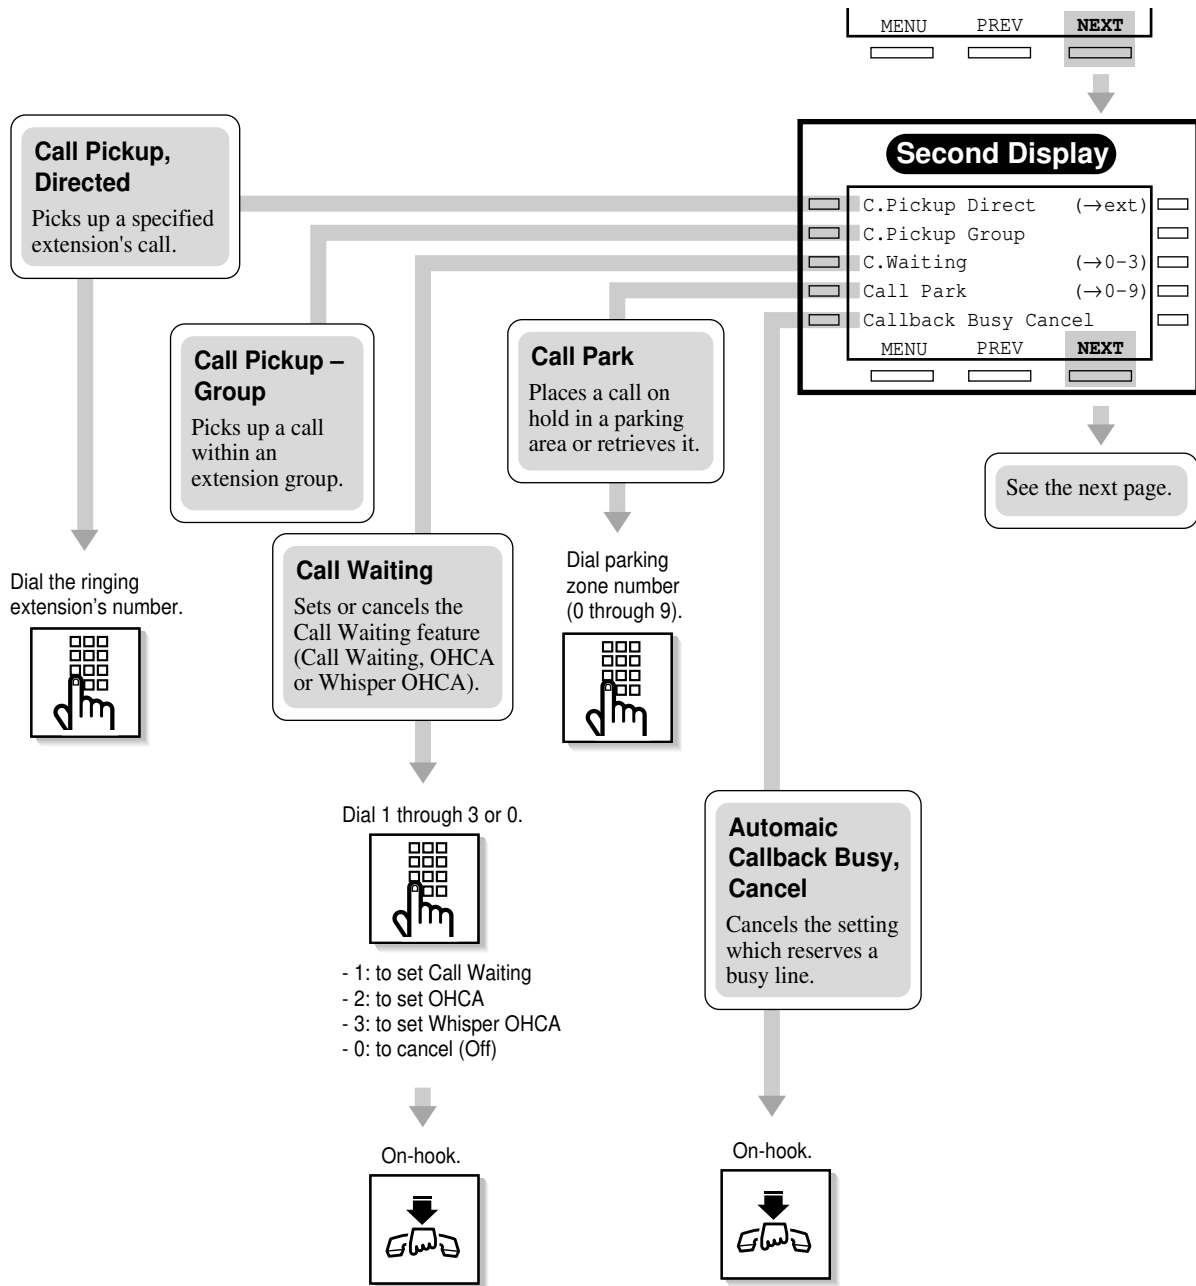 MENU PREV NEXT
Second Display
C.Pickup Direct (→ext)
C.Pickup Group
C.Waiting (→0–3)
Call Park (→0–9)
Callback Busy Cancel
MENU PREV NEXT
See the next page.
Call Pickup,
Directed
Picks up a specified
extension's call.
Dial the ringing
extension's number.
Call Pickup –
Group
Picks up a call
within an
extension group.
Call Waiting
Sets or cancels the
Call Waiting feature
(Call Waiting, OHCA
or Whisper OHCA).
Dial 1 through 3 or 0.
- 1: to set Call Waiting
- 2: to set OHCA
- 3: to set Whisper OHCA
- 0: to cancel (Off)
On-hook.
Call Park
Places a call on
hold in a parking
area or retrieves it.
Dial parking
zone number
(0 through 9).
Automaic
Callback Busy,
Cancel
Cancels the setting
which reserves a
busy line.
On-hook.